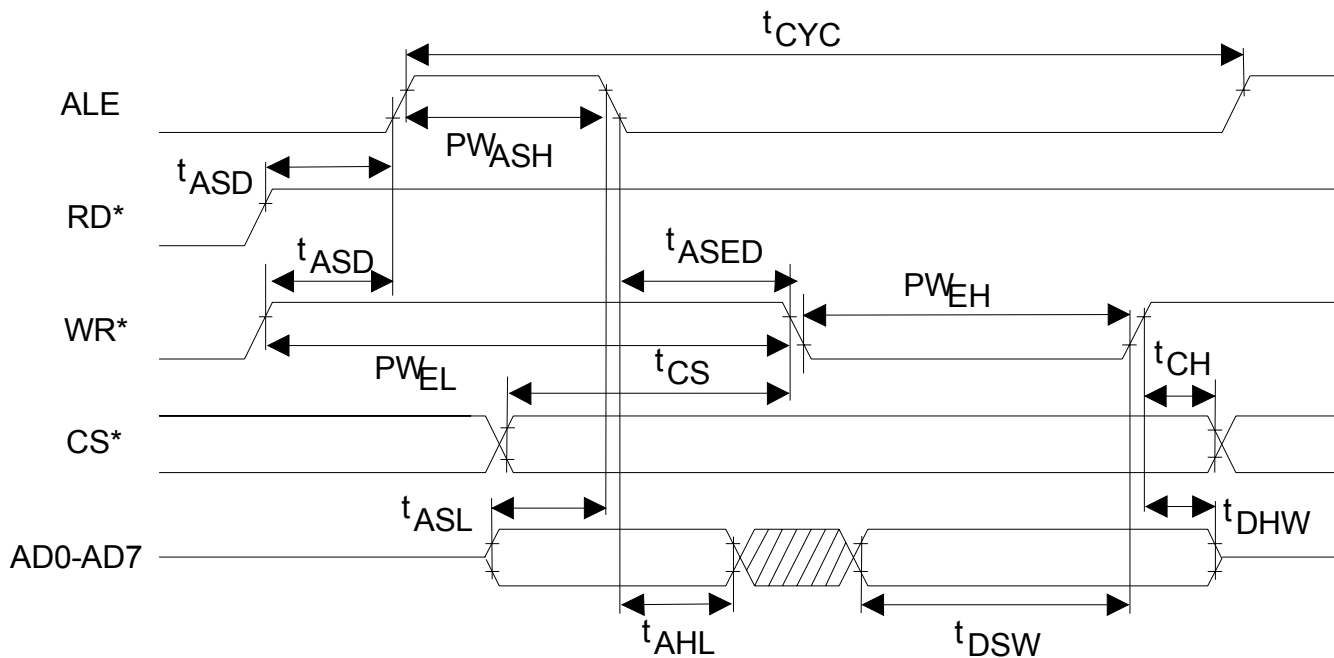 tCYC
ALE
PWASH
tASD
RD*
tASD
tASED
PWEH
WR*
PWEL
tCS
tCH
CS*
tASL
tDHW
AD0-AD7
tAHL
tDSW